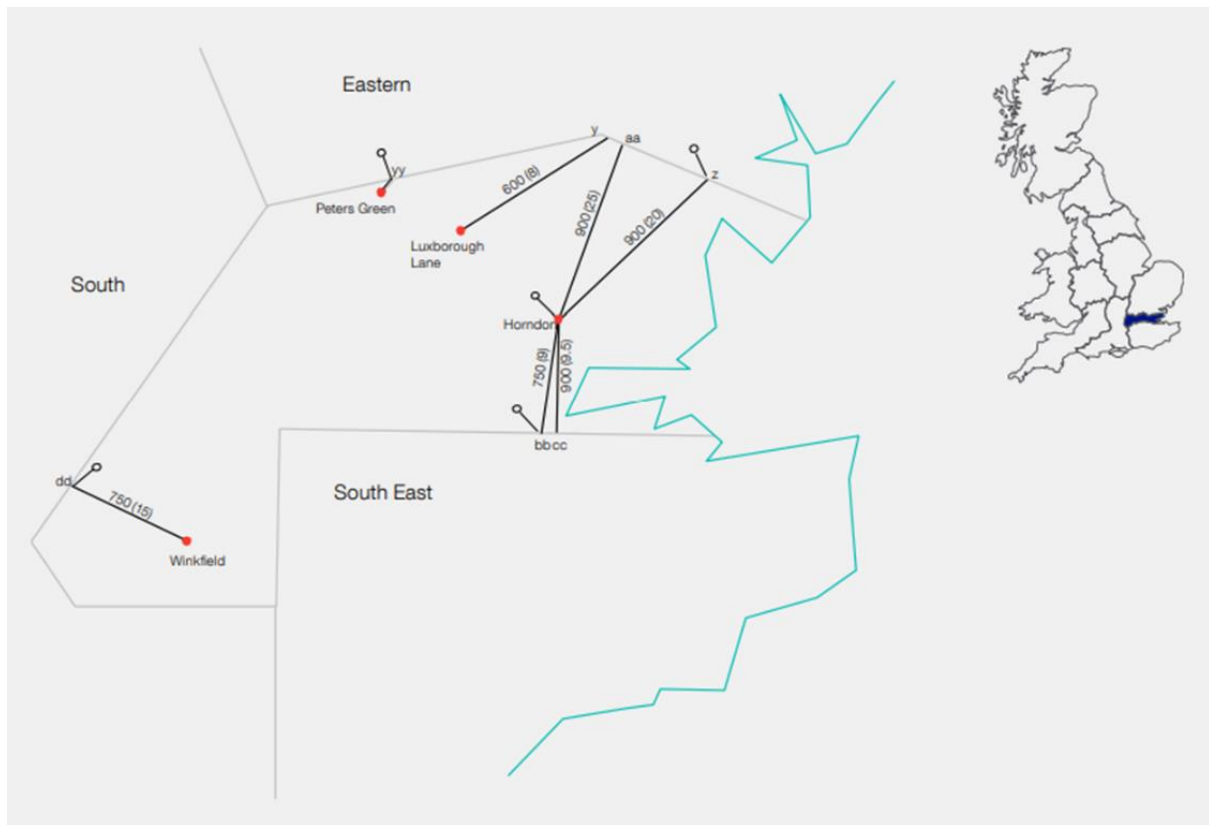 Eastern
y
aa
yy
z
Peters Green
600 (8)
900 (25)
900 (20)
Luxborough
Lane
South
Horndon
750 (9)
900 (9.5)
bb
cc
dd
750 (15)
South East
Winkfield